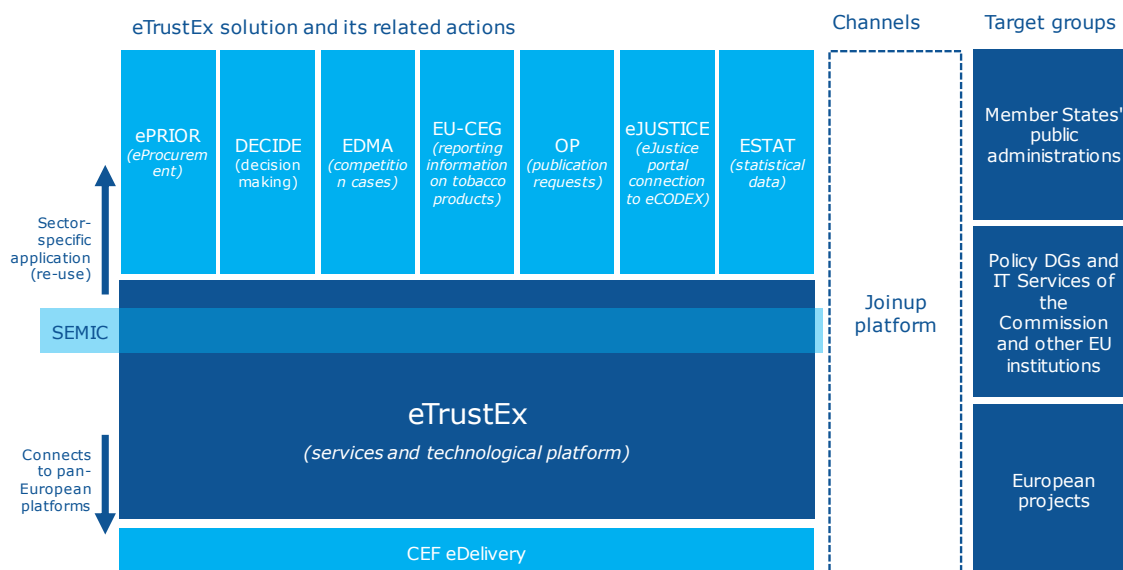 eTrustEx solution and its related actions
Channels
Target groups
ePRIOR
(eProcurem
ent)
DECIDE
(decision
making)
EDMA
(competitio
n cases)
EU-CEG
(reporting
information
on tobacco
products)
OP
(publication
requests)
eJUSTICE
(eJustice
portal
connection
to eCODEX)
ESTAT
(statistical
data)
Sector-
specific
application
(re-use)
SEMIC
eTrustEx
(services and technological platform)
Connects
to pan-
European
platforms
CEF eDelivery
Joinup
platform
Member States'
public
administrations
Policy DGs and
IT Services of
the
Commission
and other EU
institutions
European
projects